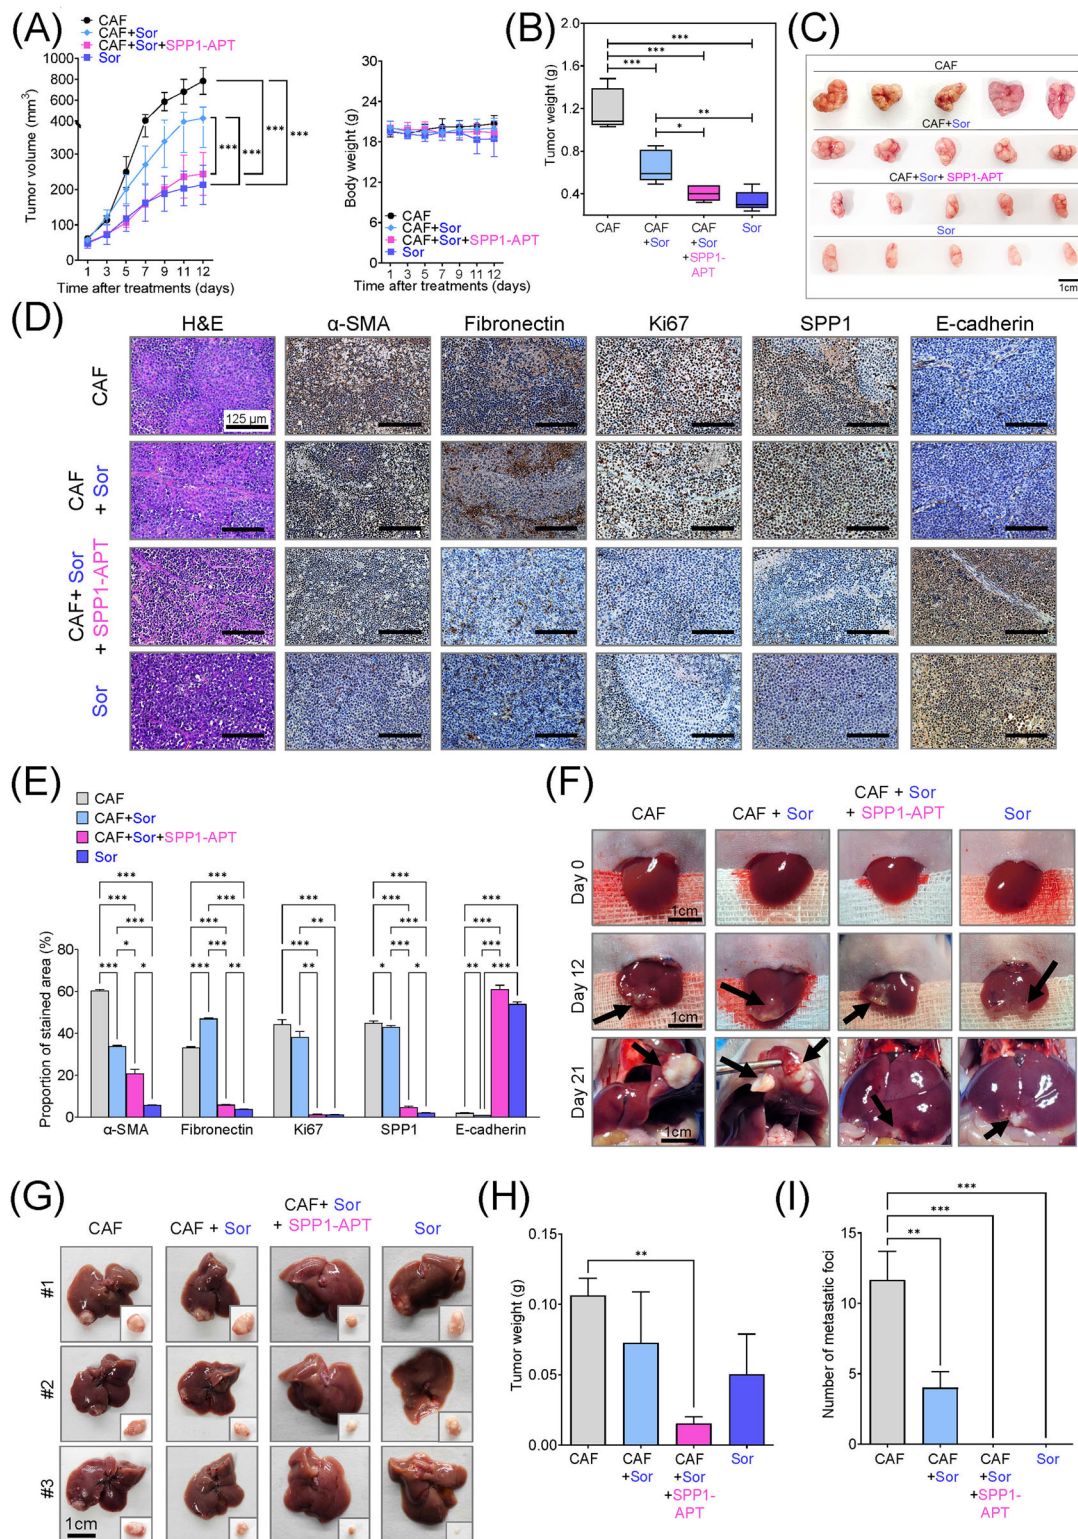 (A)
CAF
CAF+Sor
CAF+Sor+SPP1-APT
Sor
Tumor volume (mm³)
1000
800
600
400
300
200
100
0
***
***
***
1 3 5 7 9 11 12
Time after treatments (days)
Body weight (g)
30
24
18
12
6
0
CAF
CAF+Sor
CAF+Sor+SPP1-APT
Sor
1 3 5 7 9 11 12
Time after treatments (days)
(B)
Tumor weight (g)
2.0
1.6
1.2
0.8
0.4
***
***
***
**
*
CAF
CAF
+Sor
CAF
+Sor
+SPP1-
APT
Sor
(C)
CAF
CAF+Sor
CAF+Sor+ SPP1-APT
Sor
1cm
(D)
H&E α-SMA Fibronectin Ki67 SPP1 E-cadherin
CAF
125 µm
CAF
+ Sor
CAF+ Sor
+ SPP1-APT
Sor
(E)
CAF
CAF+Sor
CAF+Sor+SPP1-APT
Sor
Proportion of stained area (%)
80
60
40
20
0
*** *** *** *** ***
*** *** *** ** *** *** ***
* *** *** *** ***
*** * *** ** ** * * ** ***
α-SMA Fibronectin Ki67 SPP1 E-cadherin
(F)
CAF
CAF + Sor
CAF + Sor
+ SPP1-APT
Sor
Day 0
1cm
Day 12
1cm
Day 21
1cm
(G)
CAF
CAF + Sor
CAF+ Sor
+ SPP1-APT
Sor
#1
#2
#3
1cm
(H)
Tumor weight (g)
0.15
0.10
0.05
0.00
**
CAF
CAF
+Sor
CAF
+Sor
+SPP1-
APT
Sor
(I)
Number of metastatic foci
15
10
5
0
***
***
**
CAF
CAF
+Sor
CAF
+Sor
+SPP1-
APT
Sor